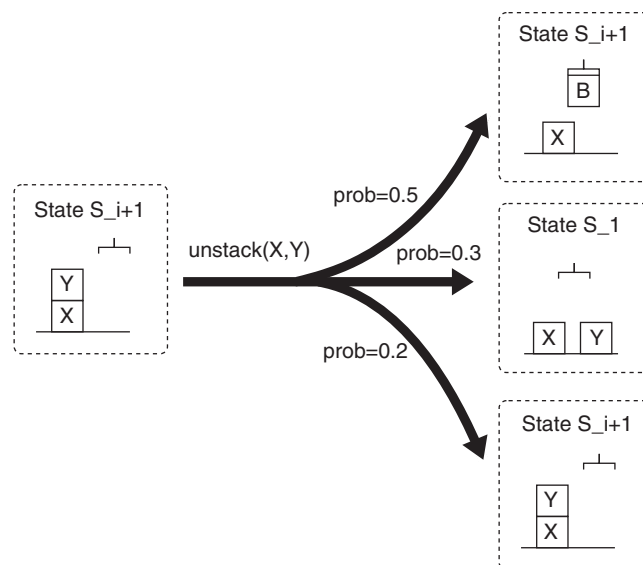 State S_i+1
Y
X
unstack(X,Y)
prob=0.5
prob=0.3
prob=0.2
State S_i+1
B
X
State S_1
X Y
State S_i+1
Y
X